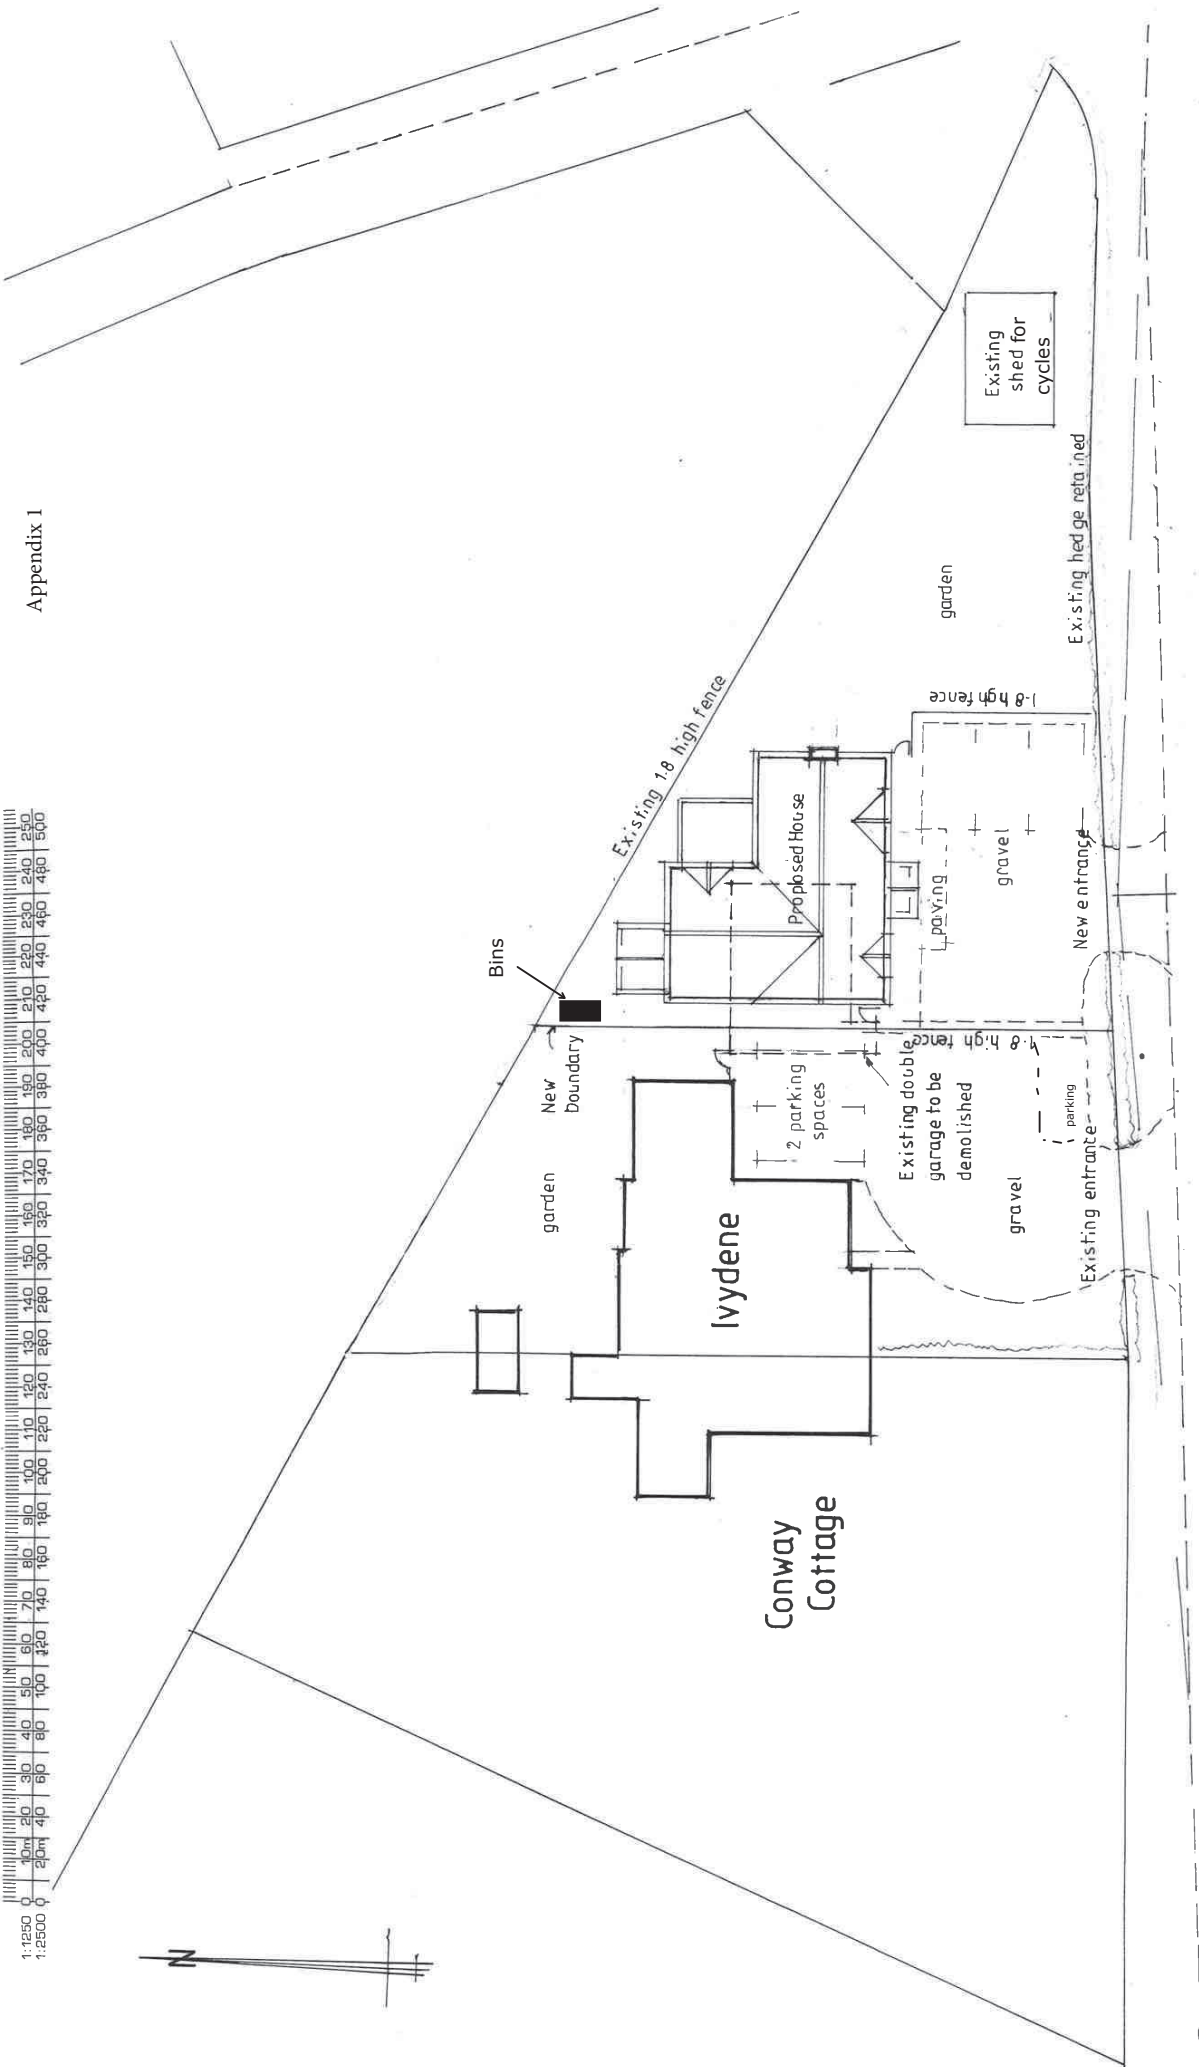 Appendix 1
1:1250 0 10m 20 30 40 50 60 70 80 90 100 110 120 130 140 150 160 170 180 190 200 210 220 230 240 250
1:2500 0 20m 40 60 80 100 120 140 160 180 200 220 240 260 280 300 320 340 360 380 400 420 440 460 480 500
N
Bins
New
boundary
garden
Existing 1·8 high fence
Proposed House
Ivydene
2 parking
spaces
Existing double
garage to be
demolished
1·8 high fence
paving
gravel
New entrance
1·8 high fence
garden
Existing
shed for
cycles
Existing hedge retained
parking
gravel
Existing entrance
Conway
Cottage